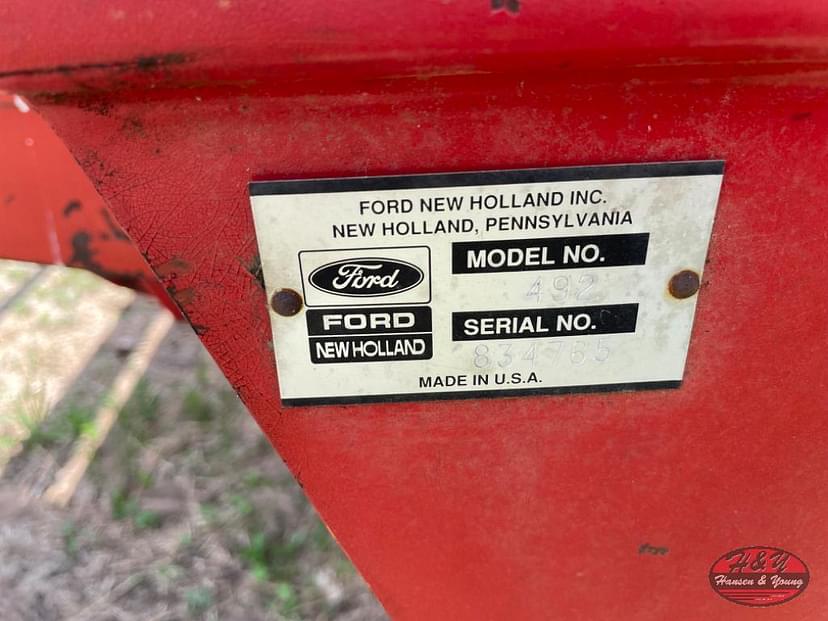 FORD NEW HOLLAND INC.
NEW HOLLAND, PENNSYLVANIA
Ford
FORD
NEW HOLLAND
MODEL NO.
492
SERIAL NO.
834765
MADE IN U.S.A.
H&Y
Hansen & Young